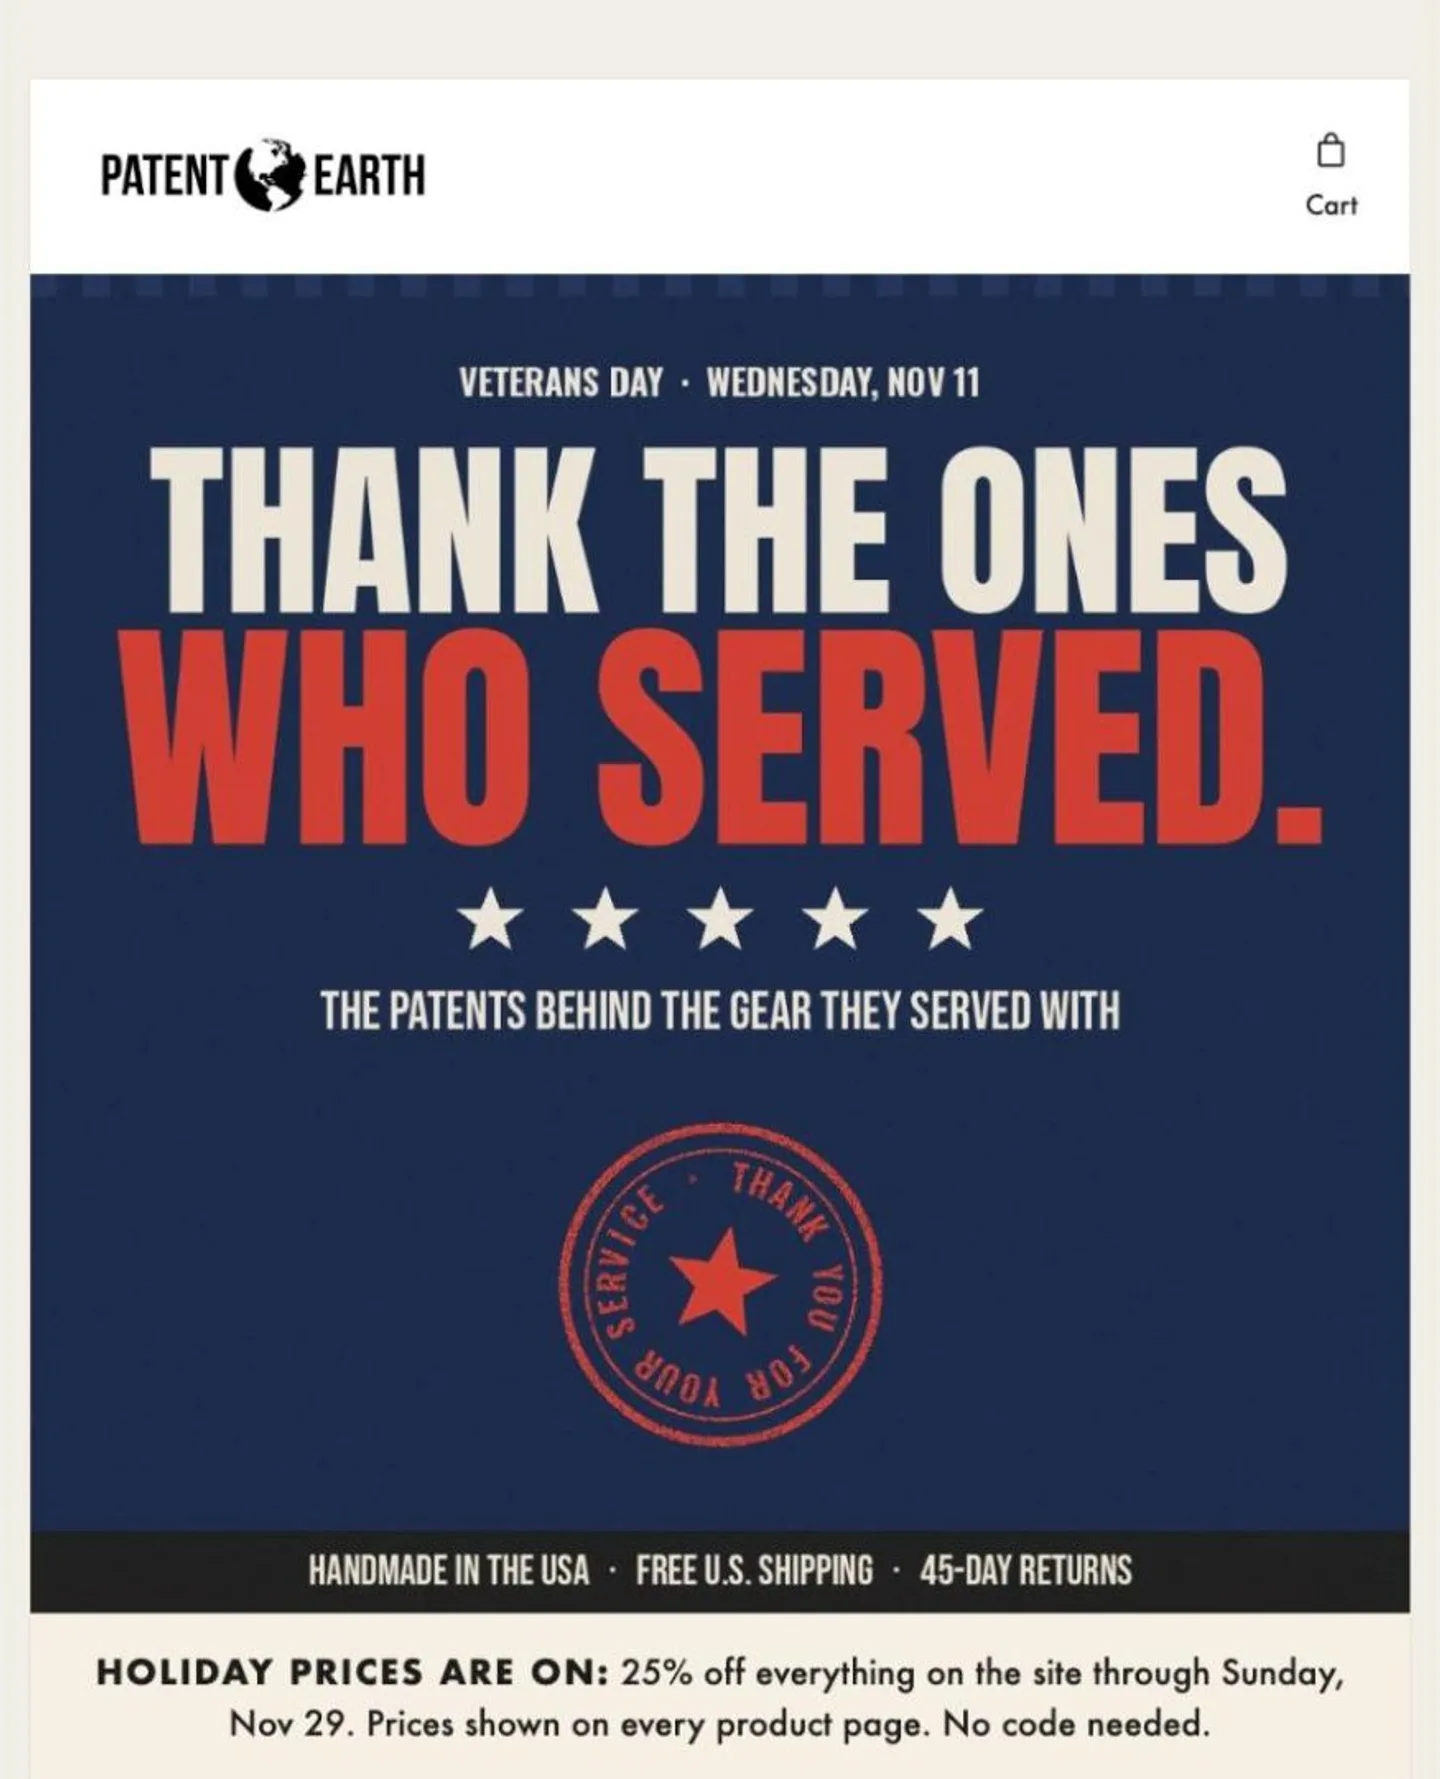 PATENT EARTH
Cart
VETERANS DAY · WEDNESDAY, NOV 11
THANK THE ONES
WHO SERVED.
THE PATENTS BEHIND THE GEAR THEY SERVED WITH
THANK YOU FOR YOUR SERVICE ·
HANDMADE IN THE USA · FREE U.S. SHIPPING · 45-DAY RETURNS
HOLIDAY PRICES ARE ON: 25% off everything on the site through Sunday,
Nov 29. Prices shown on every product page. No code needed.